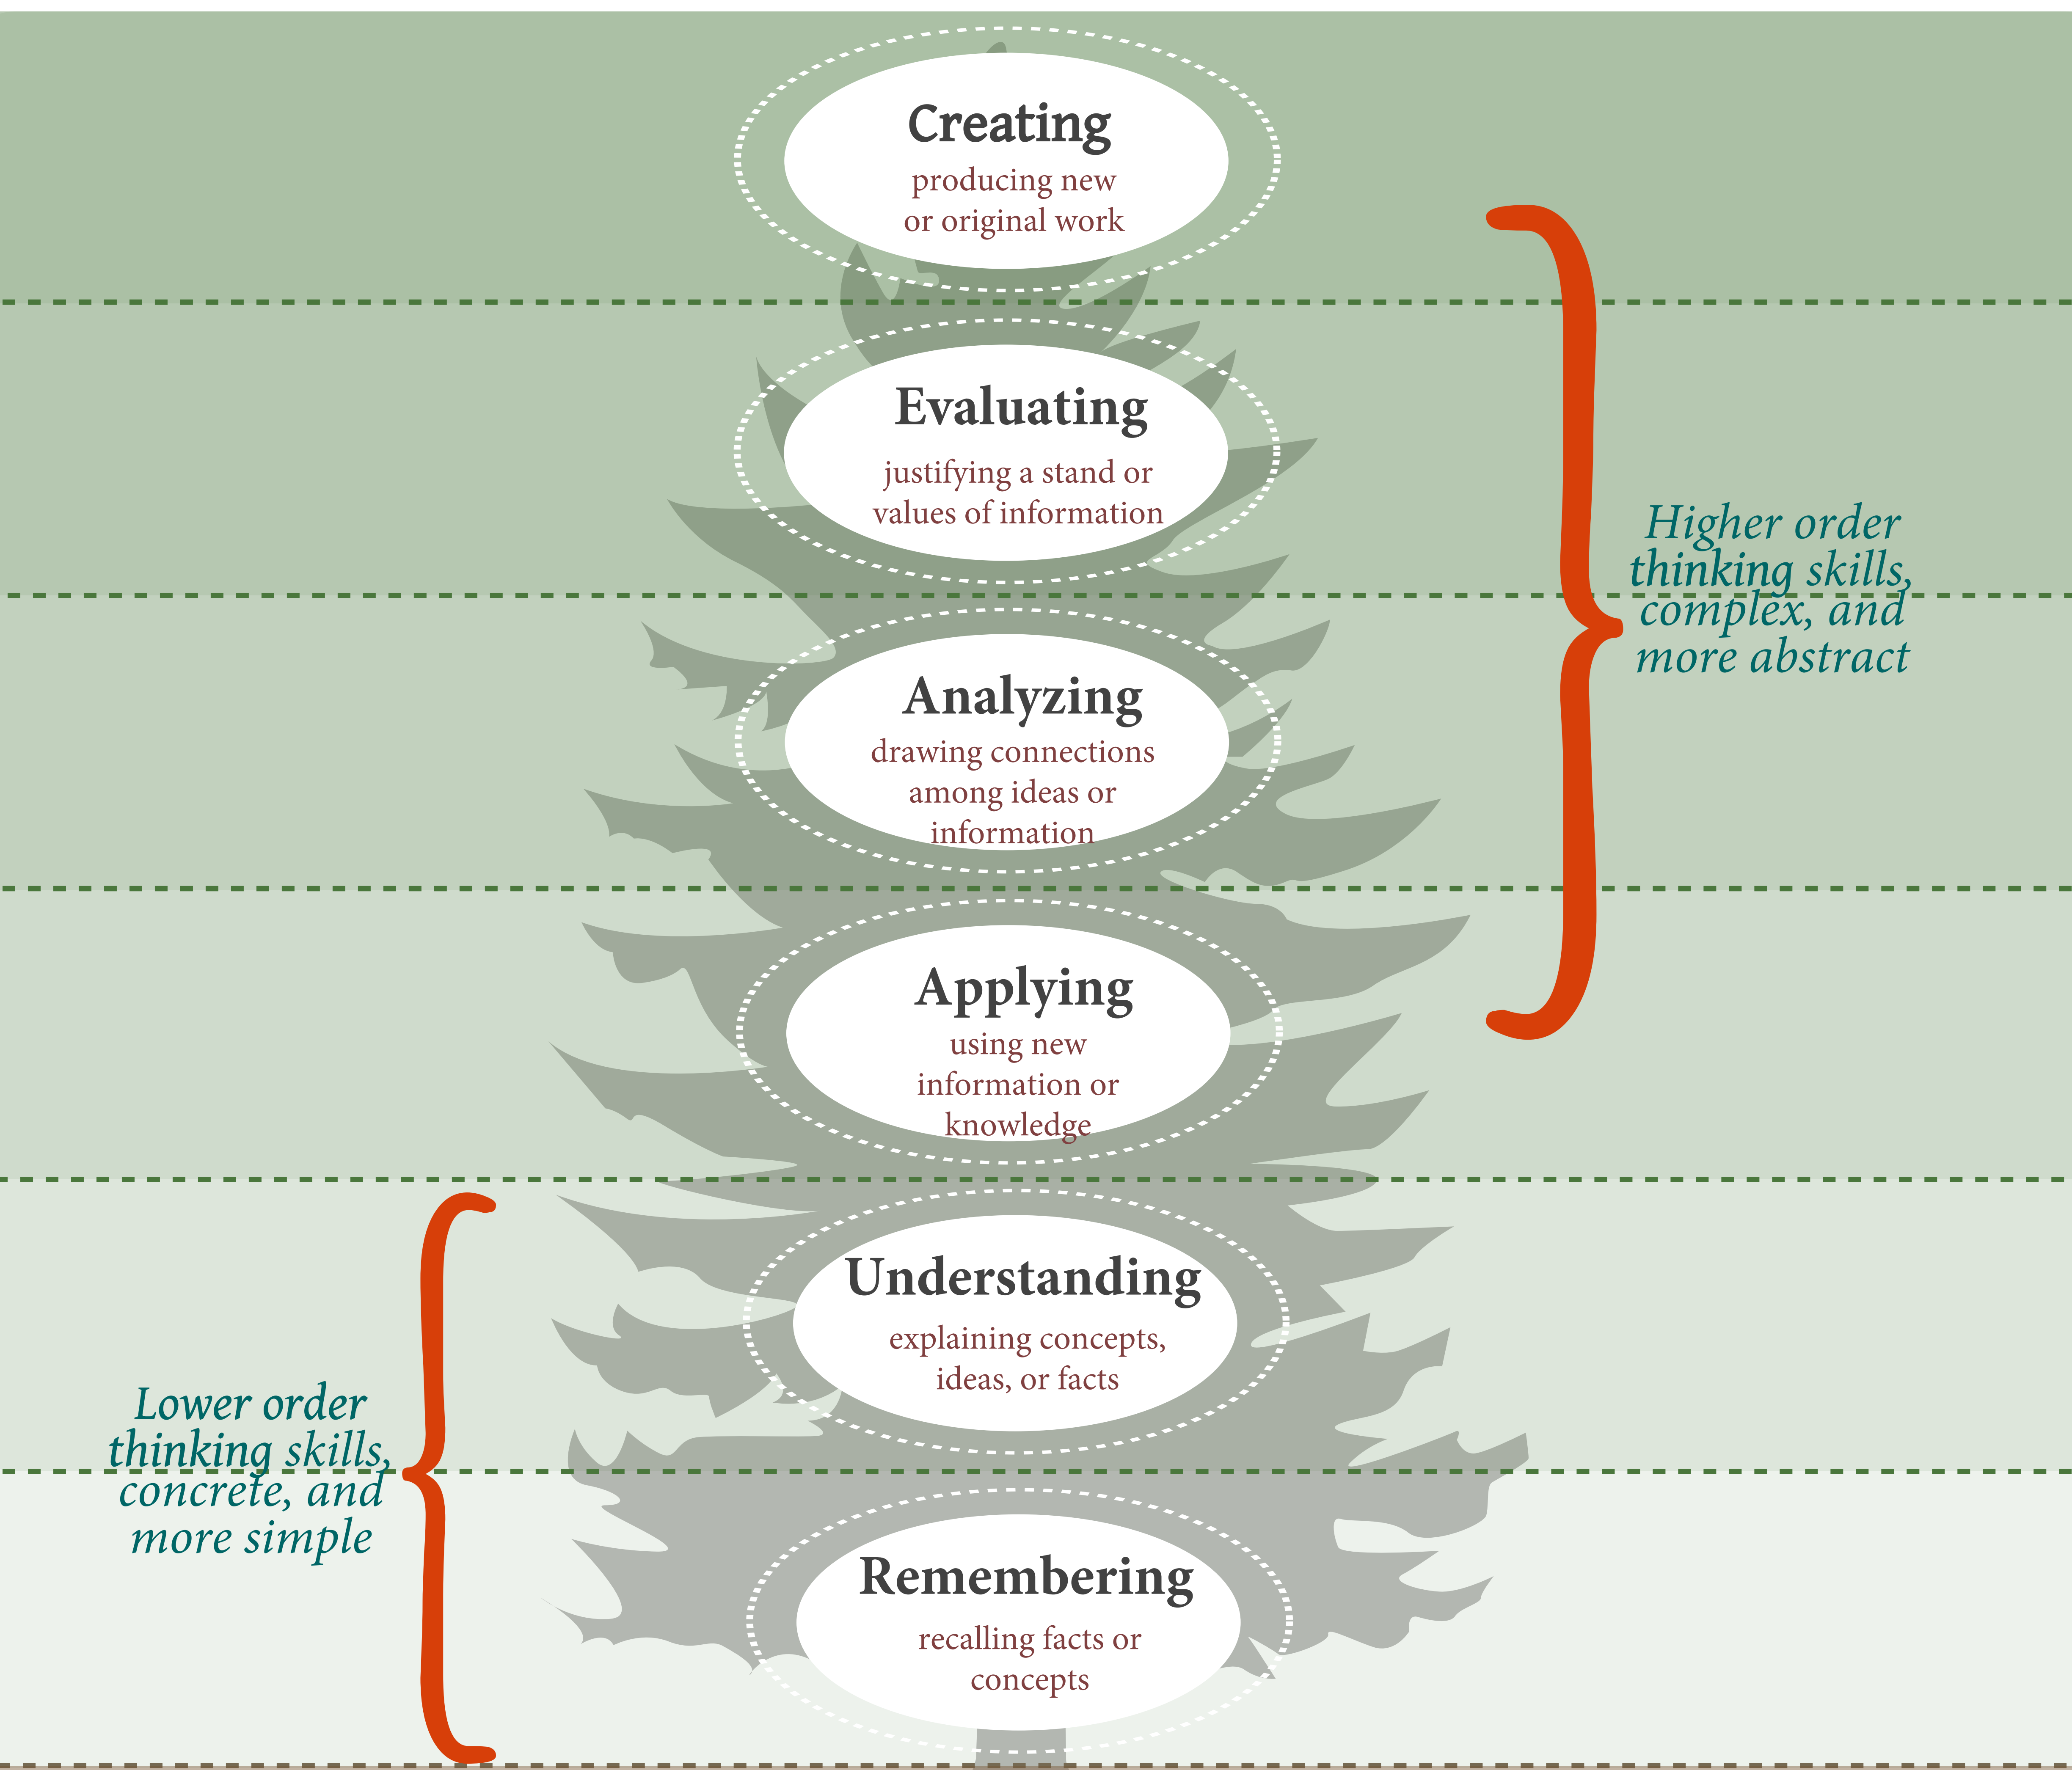 Creating
producing new
or original work
Evaluating
justifying a stand or
values of information
Higher order
thinking skills,
complex, and
more abstract
Analyzing
drawing connections
among ideas or
information
Applying
using new
information or
knowledge
Understanding
explaining concepts,
ideas, or facts
Lower order
thinking skills,
concrete, and
more simple
Remembering
recalling facts or
concepts